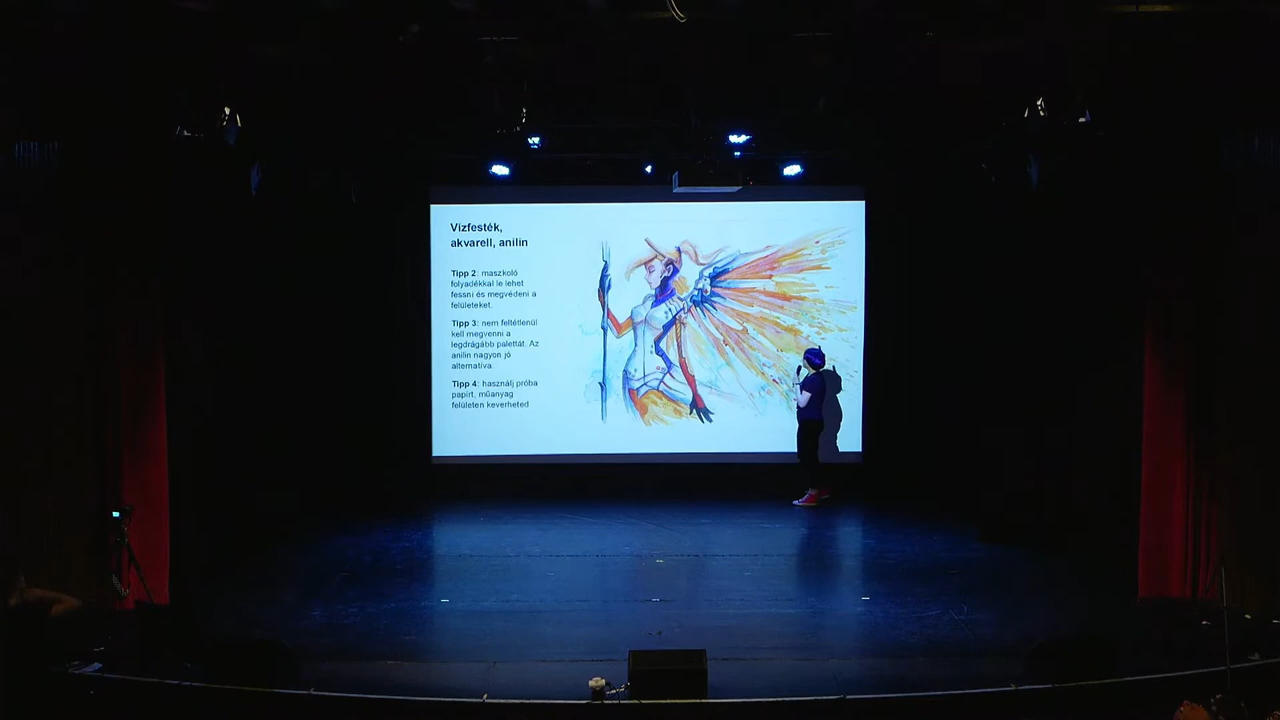 Vízfesték,
akvarell, anilin
Tipp 2: maszkoló
folyadékkal le lehet
fessni és megvédeni a
felületeket.
Tipp 3: nem feltétlenül
kell megvenni a
legdrágább palettát. Az
anilin nagyon jó
alternatíva.
Tipp 4: használj próba
papírt, műanyag
felületen keverheted